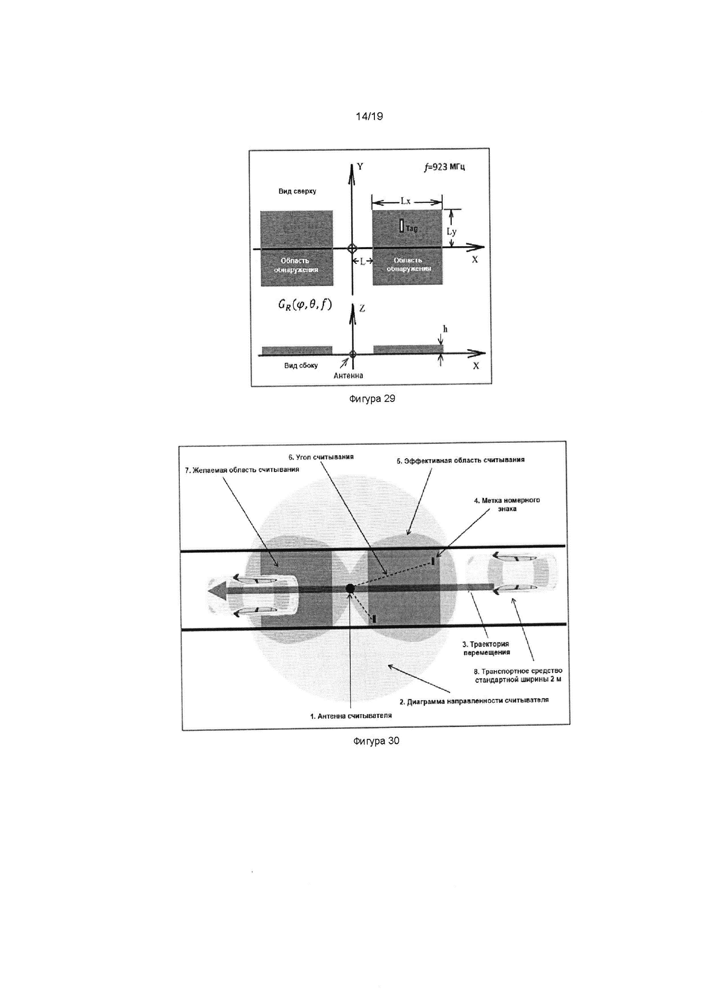 14/19
Y
f=923 МГц
Вид сверху
Lx
Tag
Ly
X
L
Область
обнаружения
Область
обнаружения
G_R(φ,θ,f)
Z
h
X
Вид сбоку
Антенна
Фигура 29
6. Угол считывания
5. Эффективная область считывания
7. Желаемая область считывания
4. Метка номерного
знака
3. Траектория
перемещения
8. Транспортное средство
стандартной ширины 2 м
2. Диаграмма направленности считывателя
1. Антенна считывателя
Фигура 30